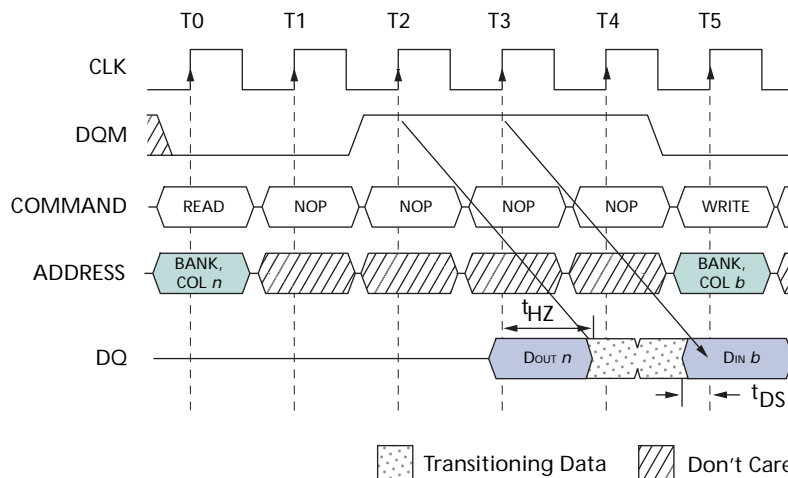 T0 T1 T2 T3 T4 T5
CLK
DQM
COMMAND READ NOP NOP NOP NOP WRITE
ADDRESS BANK, COL n BANK, COL b
tHZ
DQ DOUT n DIN b
tDS
Transitioning Data Don't Care